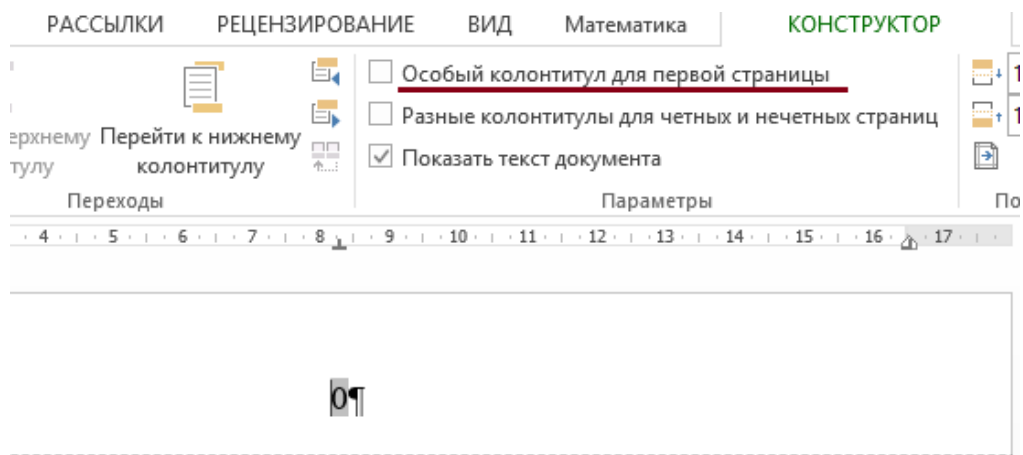 РАССЫЛКИ РЕЦЕНЗИРОВАНИЕ ВИД Математика КОНСТРУКТОР
Особый колонтитул для первой страницы
Разные колонтитулы для четных и нечетных страниц
Перейти к нижнему
колонтитулу
Показать текст документа
Переходы Параметры
4 5 6 7 8 9 10 11 12 13 14 15 16 17
0¶